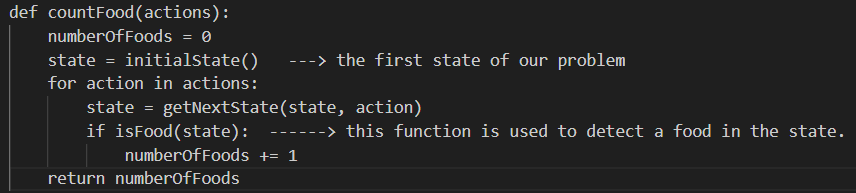 def countFood(actions):
    numberOfFoods = 0
    state = initialState()   ---> the first state of our problem
    for action in actions:
        state = getNextState(state, action)
        if isFood(state):  ------> this function is used to detect a food in the state.
            numberOfFoods += 1
    return numberOfFoods